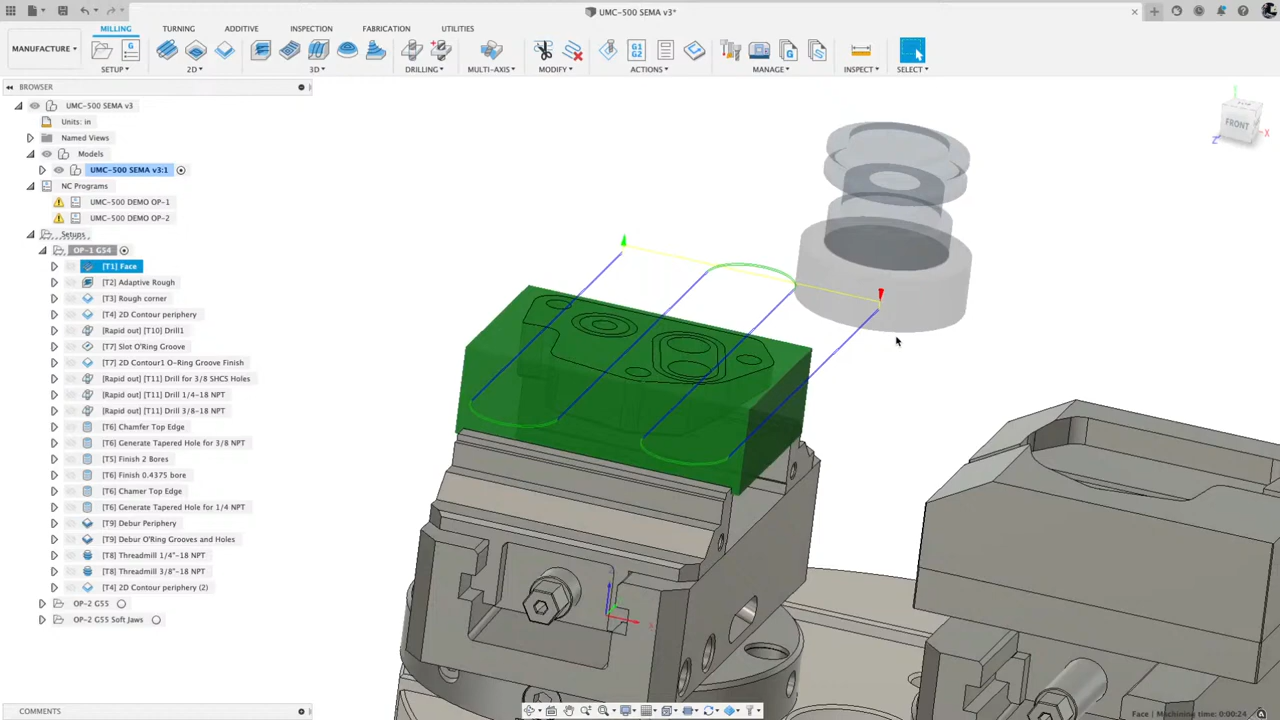 UMC-500 SEMA v3*
MANUFACTURE
MILLING
TURNING
ADDITIVE
INSPECTION
FABRICATION
UTILITIES
G1
G2
G
SETUP
2D
3D
DRILLING
MULTI-AXIS
MODIFY
ACTIONS
MANAGE
INSPECT
SELECT
BROWSER
UMC-500 SEMA v3
Units: in
Named Views
Models
UMC-500 SEMA v3:1
NC Programs
UMC-500 DEMO OP-1
UMC-500 DEMO OP-2
Setups
OP-1 G54
[T1] Face
[T2] Adaptive Rough
[T3] Rough corner
[T4] 2D Contour periphery
[Rapid out] [T10] Drill1
[T7] Slot O'Ring Groove
[T7] 2D Contour1 O-Ring Groove Finish
[Rapid out] [T11] Drill for 3/8 SHCS Holes
[Rapid out] [T11] Drill 1/4-18 NPT
[Rapid out] [T11] Drill 3/8-18 NPT
[T6] Chamfer Top Edge
[T6] Generate Tapered Hole for 3/8 NPT
[T5] Finish 2 Bores
[T6] Finish 0.4375 bore
[T6] Chamer Top Edge
[T6] Generate Tapered Hole for 1/4 NPT
[T9] Debur Periphery
[T9] Debur O'Ring Grooves and Holes
[T8] Threadmill 1/4"-18 NPT
[T8] Threadmill 3/8"-18 NPT
[T4] 2D Contour periphery (2)
OP-2 G55
OP-2 G55 Soft Jaws
FRONT
X
Z
COMMENTS
Face | Machining time: 0:00:24